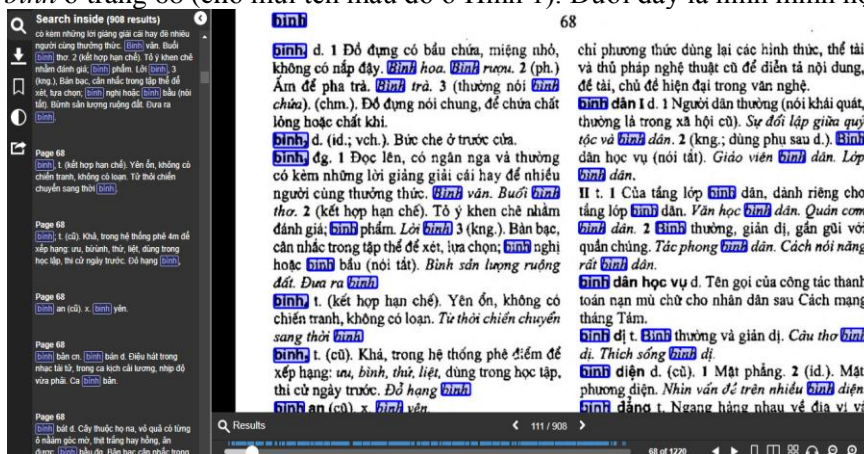 bình ở trang 68 (chỗ mũi tên màu đỏ ở Hình 1). Dưới đây là hình minh họ
Search inside (908 results)
có kèm những lời giảng giải cái hay để nhiều
người cùng thưởng thức. Bình văn. Buổi
bình thơ. 2 (kết hợp hạn chế). Tỏ ý khen chê
nhằm đánh giá; bình phẩm. Lời bình, 3
(kng.). Bàn bạc, cân nhắc trong tập thể để
xét, tựa chọn; bình nghị hoặc bình bầu (nói
tắt). Bừnh sản lượng ruộng đất. Đưa ra
bình.
Page 68
bình, t. (kết hợp hạn chế). Yên ổn, không có
chiến tranh, không có loạn. Từ thôi chiến
chuyển sang thời bình,
Page 68
bình; t. (cũ). Khả, trong hệ thống phê 4m để
xếp hạng: ưu, bừình, thứ, liệt, dùng trong
học lập, thi cử ngày trước. Đỗ hạng bình,
Page 68
bình an (cũ). x. bình yên.
Page 68
bình bản cn. bình bán d. Điệu hát trong
nhạc tài tử, trong ca kịch cải lương, nhịp độ
vừa phải. Ca bình bản.
Page 68
bình bát d. Cây thuộc họ na, vỏ quả có từng
ô nằm góc mờ, thịt trắng hay hồng, ăn
được. bình bầu đg. Bàn bạc cân nhắc trong
bình
68
bình, d. 1 Đồ đựng có bầu chứa, miệng nhỏ,
không có nắp đậy. Bình hoa. Bình rượu. 2 (ph.)
Ấm để pha trà. Bình trà. 3 (thường nói bình
chứa). (chm.). Đồ đựng nói chung, để chứa chất
lỏng hoặc chất khí.
bình, d. (id.; vch.). Bức che ở trước cửa.
bình, đg. 1 Đọc lên, có ngân nga và thường
có kèm những lời giảng giải cái hay để nhiều
người cùng thưởng thức. Bình văn. Buổi bình
thơ. 2 (kết hợp hạn chế). Tỏ ý khen chê nhằm
đánh giá; bình phẩm. Lời bình. 3 (kng.). Bàn bạc,
cân nhắc trong tập thể để xét, lựa chọn; bình nghị
hoặc bình bầu (nói tắt). Bình sản lượng ruộng
đất. Đưa ra bình.
bình, t. (kết hợp hạn chế). Yên ổn, không có
chiến tranh, không có loạn. Từ thời chiến chuyển
sang thời bình.
bình, t. (cũ). Khá, trong hệ thống phê điểm để
xếp hạng: ưu, bình, thứ, liệt, dùng trong học tập,
thi cử ngày trước. Đỗ hạng bình.
bình an (cũ). x. bình yên.
chỉ phương thức dùng lại các hình thức, thể tài
và thủ pháp nghệ thuật cũ để diễn tả nội dung,
đề tài, chủ đề hiện đại trong văn nghệ.
bình dân I d. 1 Người dân thường (nói khái quát,
thường là trong xã hội cũ). Sự đối lập giữa quý
tộc và bình dân. 2 (kng.; dùng phụ sau d.). Bình
dân học vụ (nói tắt). Giáo viên bình dân. Lớp
bình dân.
II t. 1 Của tầng lớp bình dân, dành riêng cho
tầng lớp bình dân. Văn học bình dân. Quán cơm
bình dân. 2 Bình thường, giản dị, gần gũi với
quần chúng. Tác phong bình dân. Cách nói năng
rất bình dân.
bình dân học vụ d. Tên gọi của công tác thanh
toán nạn mù chữ cho nhân dân sau Cách mạng
tháng Tám.
bình dị t. Bình thường và giản dị. Câu thơ bình
dị. Thích sống bình dị.
bình diện d. (cũ). 1 Mặt phẳng. 2 (id.). Mặt,
phương diện. Nhìn vấn đề trên nhiều bình diện.
bình đẳng t. Ngang hàng nhau về địa vị và
Results
111 / 908
68 of 1220